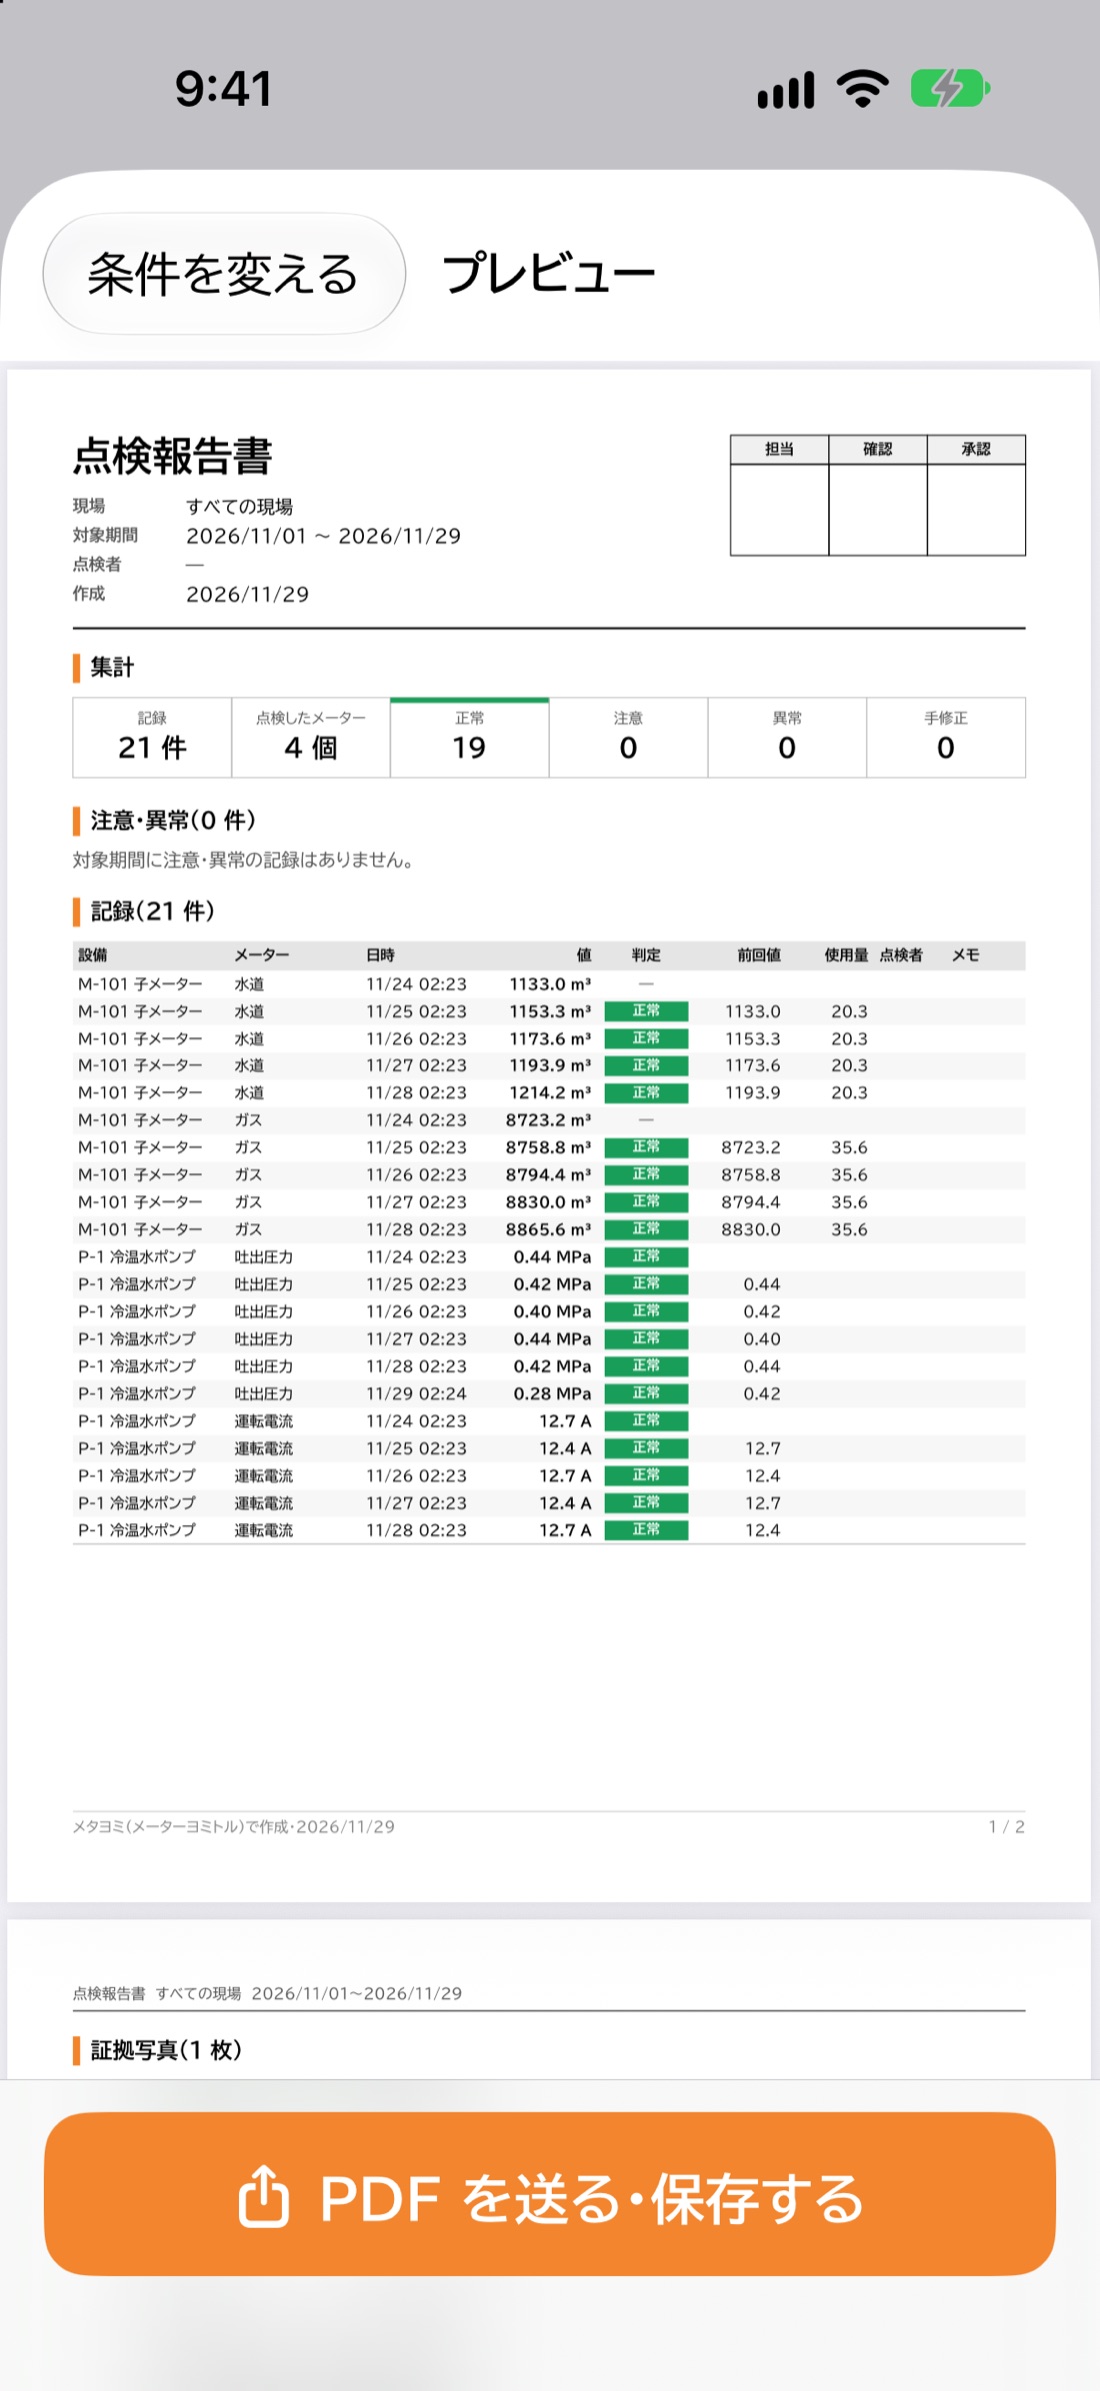 9:41
条件を変える プレビュー
点検報告書
担当 確認 承認
現場 すべての現場
対象期間 2026/11/01 ~ 2026/11/29
点検者 —
作成 2026/11/29
集計
記録 点検したメーター 正常 注意 異常 手修正
21 件 4 個 19 0 0 0
注意・異常(0 件)
対象期間に注意・異常の記録はありません。
記録(21 件)
設備 メーター 日時 値 判定 前回値 使用量 点検者 メモ
M-101 子メーター 水道 11/24 02:23 1133.0 m³ —
M-101 子メーター 水道 11/25 02:23 1153.3 m³ 正常 1133.0 20.3
M-101 子メーター 水道 11/26 02:23 1173.6 m³ 正常 1153.3 20.3
M-101 子メーター 水道 11/27 02:23 1193.9 m³ 正常 1173.6 20.3
M-101 子メーター 水道 11/28 02:23 1214.2 m³ 正常 1193.9 20.3
M-101 子メーター ガス 11/24 02:23 8723.2 m³ —
M-101 子メーター ガス 11/25 02:23 8758.8 m³ 正常 8723.2 35.6
M-101 子メーター ガス 11/26 02:23 8794.4 m³ 正常 8758.8 35.6
M-101 子メーター ガス 11/27 02:23 8830.0 m³ 正常 8794.4 35.6
M-101 子メーター ガス 11/28 02:23 8865.6 m³ 正常 8830.0 35.6
P-1 冷温水ポンプ 吐出圧力 11/24 02:23 0.44 MPa 正常
P-1 冷温水ポンプ 吐出圧力 11/25 02:23 0.42 MPa 正常 0.44
P-1 冷温水ポンプ 吐出圧力 11/26 02:23 0.40 MPa 正常 0.42
P-1 冷温水ポンプ 吐出圧力 11/27 02:23 0.44 MPa 正常 0.40
P-1 冷温水ポンプ 吐出圧力 11/28 02:23 0.42 MPa 正常 0.44
P-1 冷温水ポンプ 吐出圧力 11/29 02:24 0.28 MPa 正常 0.42
P-1 冷温水ポンプ 運転電流 11/24 02:23 12.7 A 正常
P-1 冷温水ポンプ 運転電流 11/25 02:23 12.4 A 正常 12.7
P-1 冷温水ポンプ 運転電流 11/26 02:23 12.7 A 正常 12.4
P-1 冷温水ポンプ 運転電流 11/27 02:23 12.4 A 正常 12.7
P-1 冷温水ポンプ 運転電流 11/28 02:23 12.7 A 正常 12.4
メタヨミ(メーターヨミトル)で作成・2026/11/29 1 / 2
点検報告書 すべての現場 2026/11/01~2026/11/29
証拠写真(1 枚)
PDF を送る・保存する